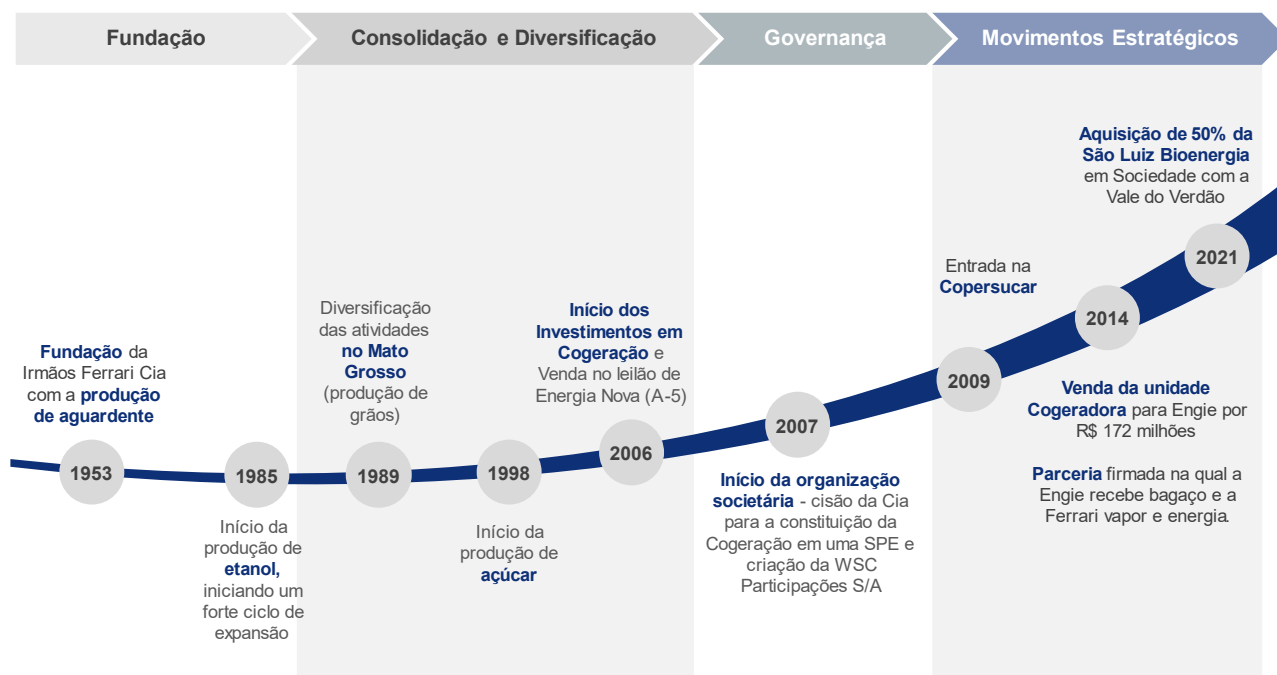 Fundação
Consolidação e Diversificação
Governança
Movimentos Estratégicos
Fundação da
Irmãos Ferrari Cia
com a produção
de aguardente
1953
1985
Início da
produção de
etanol,
iniciando um
forte ciclo de
expansão
Diversificação
das atividades
no Mato
Grosso
(produção de
grãos)
1989
1998
Início da
produção de
açúcar
Início dos
Investimentos em
Cogeração e
Venda no leilão de
Energia Nova (A-5)
2006
2007
Início da organização
societária - cisão da Cia
para a constituição da
Cogeração em uma SPE e
criação da WSC
Participações S/A
Entrada na
Copersucar
2009
2014
Venda da unidade
Cogeradora para Engie por
R$ 172 milhões
Parceria firmada na qual a
Engie recebe bagaço e a
Ferrari vapor e energia.
Aquisição de 50% da
São Luiz Bioenergia
em Sociedade com a
Vale do Verdão
2021